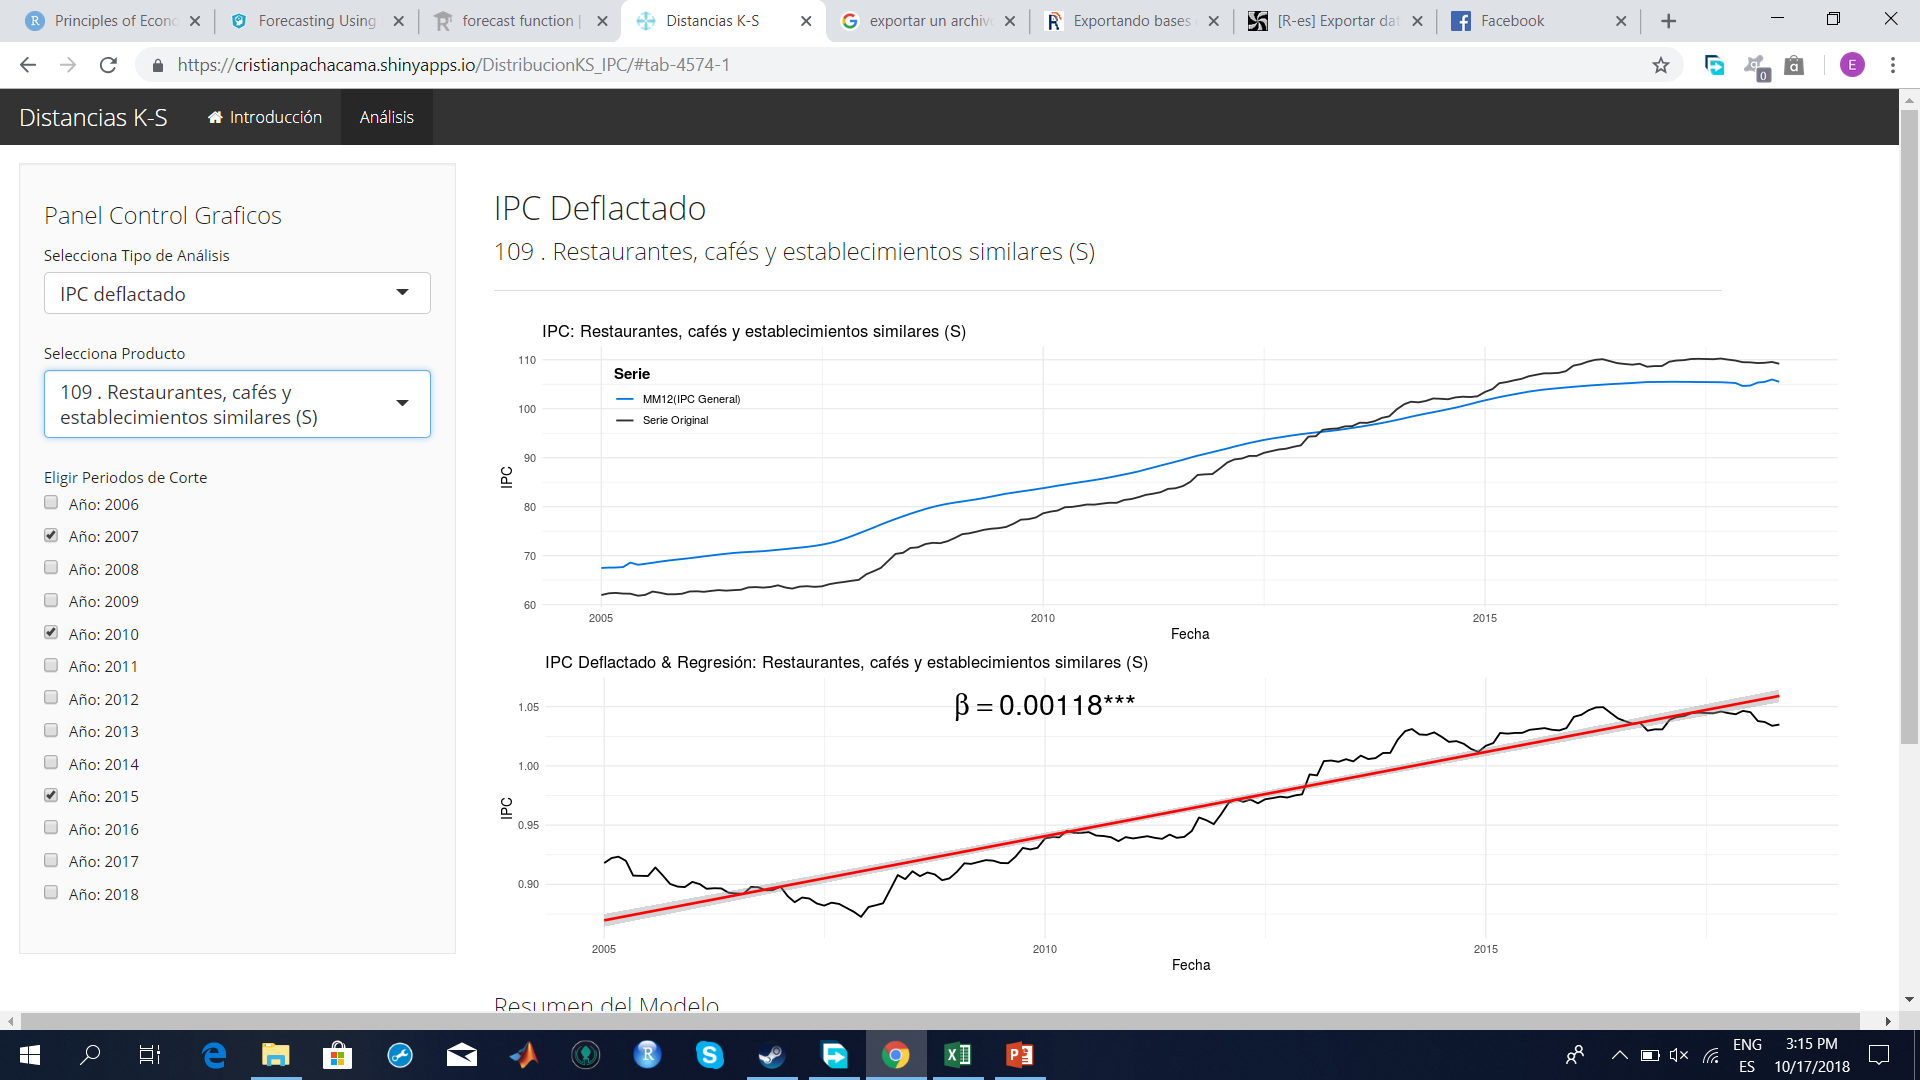 Principles of Econo
Forecasting Using
forecast function |
Distancias K-S
exportar un archivo
Exportando bases
[R-es] Exportar dat
Facebook
https://cristianpachacama.shinyapps.io/DistribucionKS_IPC/#tab-4574-1
0
a
E
Distancias K-S
Introducción
Análisis
Panel Control Graficos
Selecciona Tipo de Análisis
IPC deflactado
Selecciona Producto
109 . Restaurantes, cafés y
establecimientos similares (S)
Eligir Periodos de Corte
Año: 2006
Año: 2007
Año: 2008
Año: 2009
Año: 2010
Año: 2011
Año: 2012
Año: 2013
Año: 2014
Año: 2015
Año: 2016
Año: 2017
Año: 2018
IPC Deflactado
109 . Restaurantes, cafés y establecimientos similares (S)
IPC: Restaurantes, cafés y establecimientos similares (S)
110
100
90
80
70
60
IPC
Serie
MM12(IPC General)
Serie Original
2005
2010
2015
Fecha
IPC Deflactado & Regresión: Restaurantes, cafés y establecimientos similares (S)
β = 0.00118***
1.05
1.00
0.95
0.90
IPC
2005
2010
2015
Fecha
Resumen del Modelo
ENG
ES
3:15 PM
10/17/2018